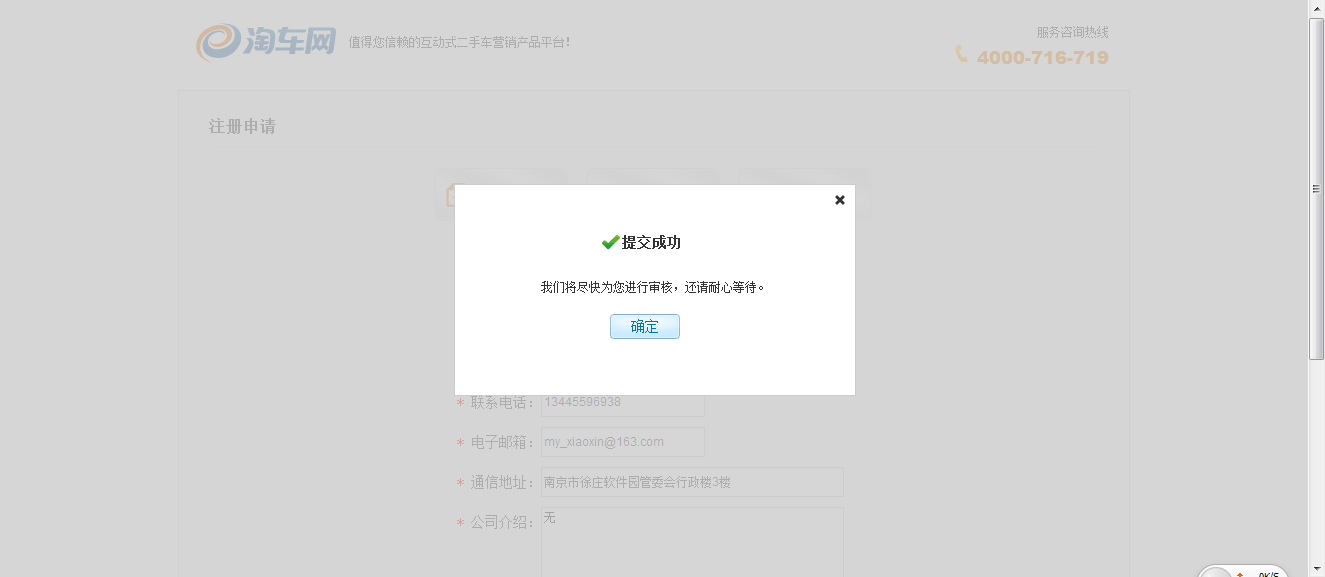 淘车网
值得您信赖的互动式二手车营销产品平台!
服务咨询热线
4000-716-719
注册申请
提交成功
我们将尽快为您进行审核，还请耐心等待。
确定
* 联系电话： 13445596938
* 电子邮箱： my_xiaoxin@163.com
* 通信地址： 南京市徐庄软件园管委会行政楼3楼
* 公司介绍： 无
0K/S